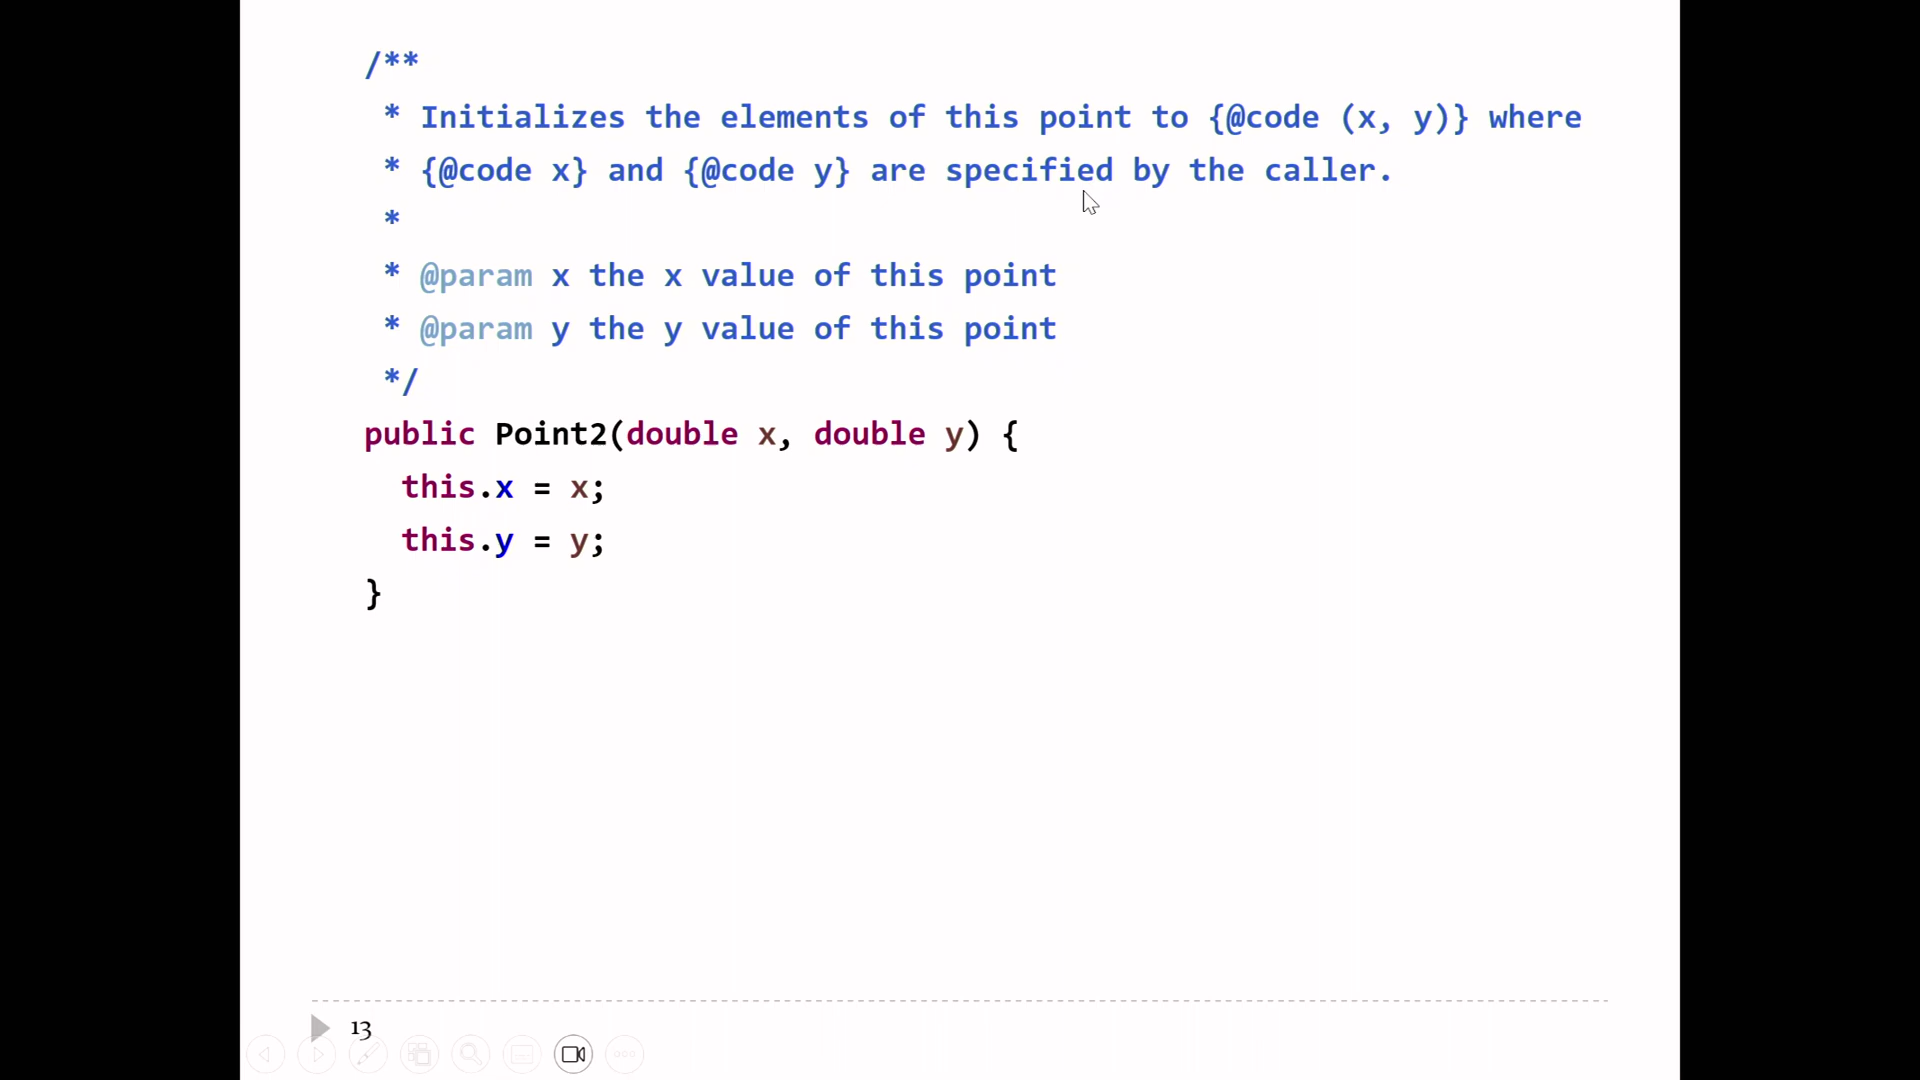 /**
 * Initializes the elements of this point to {@code (x, y)} where
 * {@code x} and {@code y} are specified by the caller.
 *
 * @param x the x value of this point
 * @param y the y value of this point
 */
public Point2(double x, double y) {
  this.x = x;
  this.y = y;
}
13